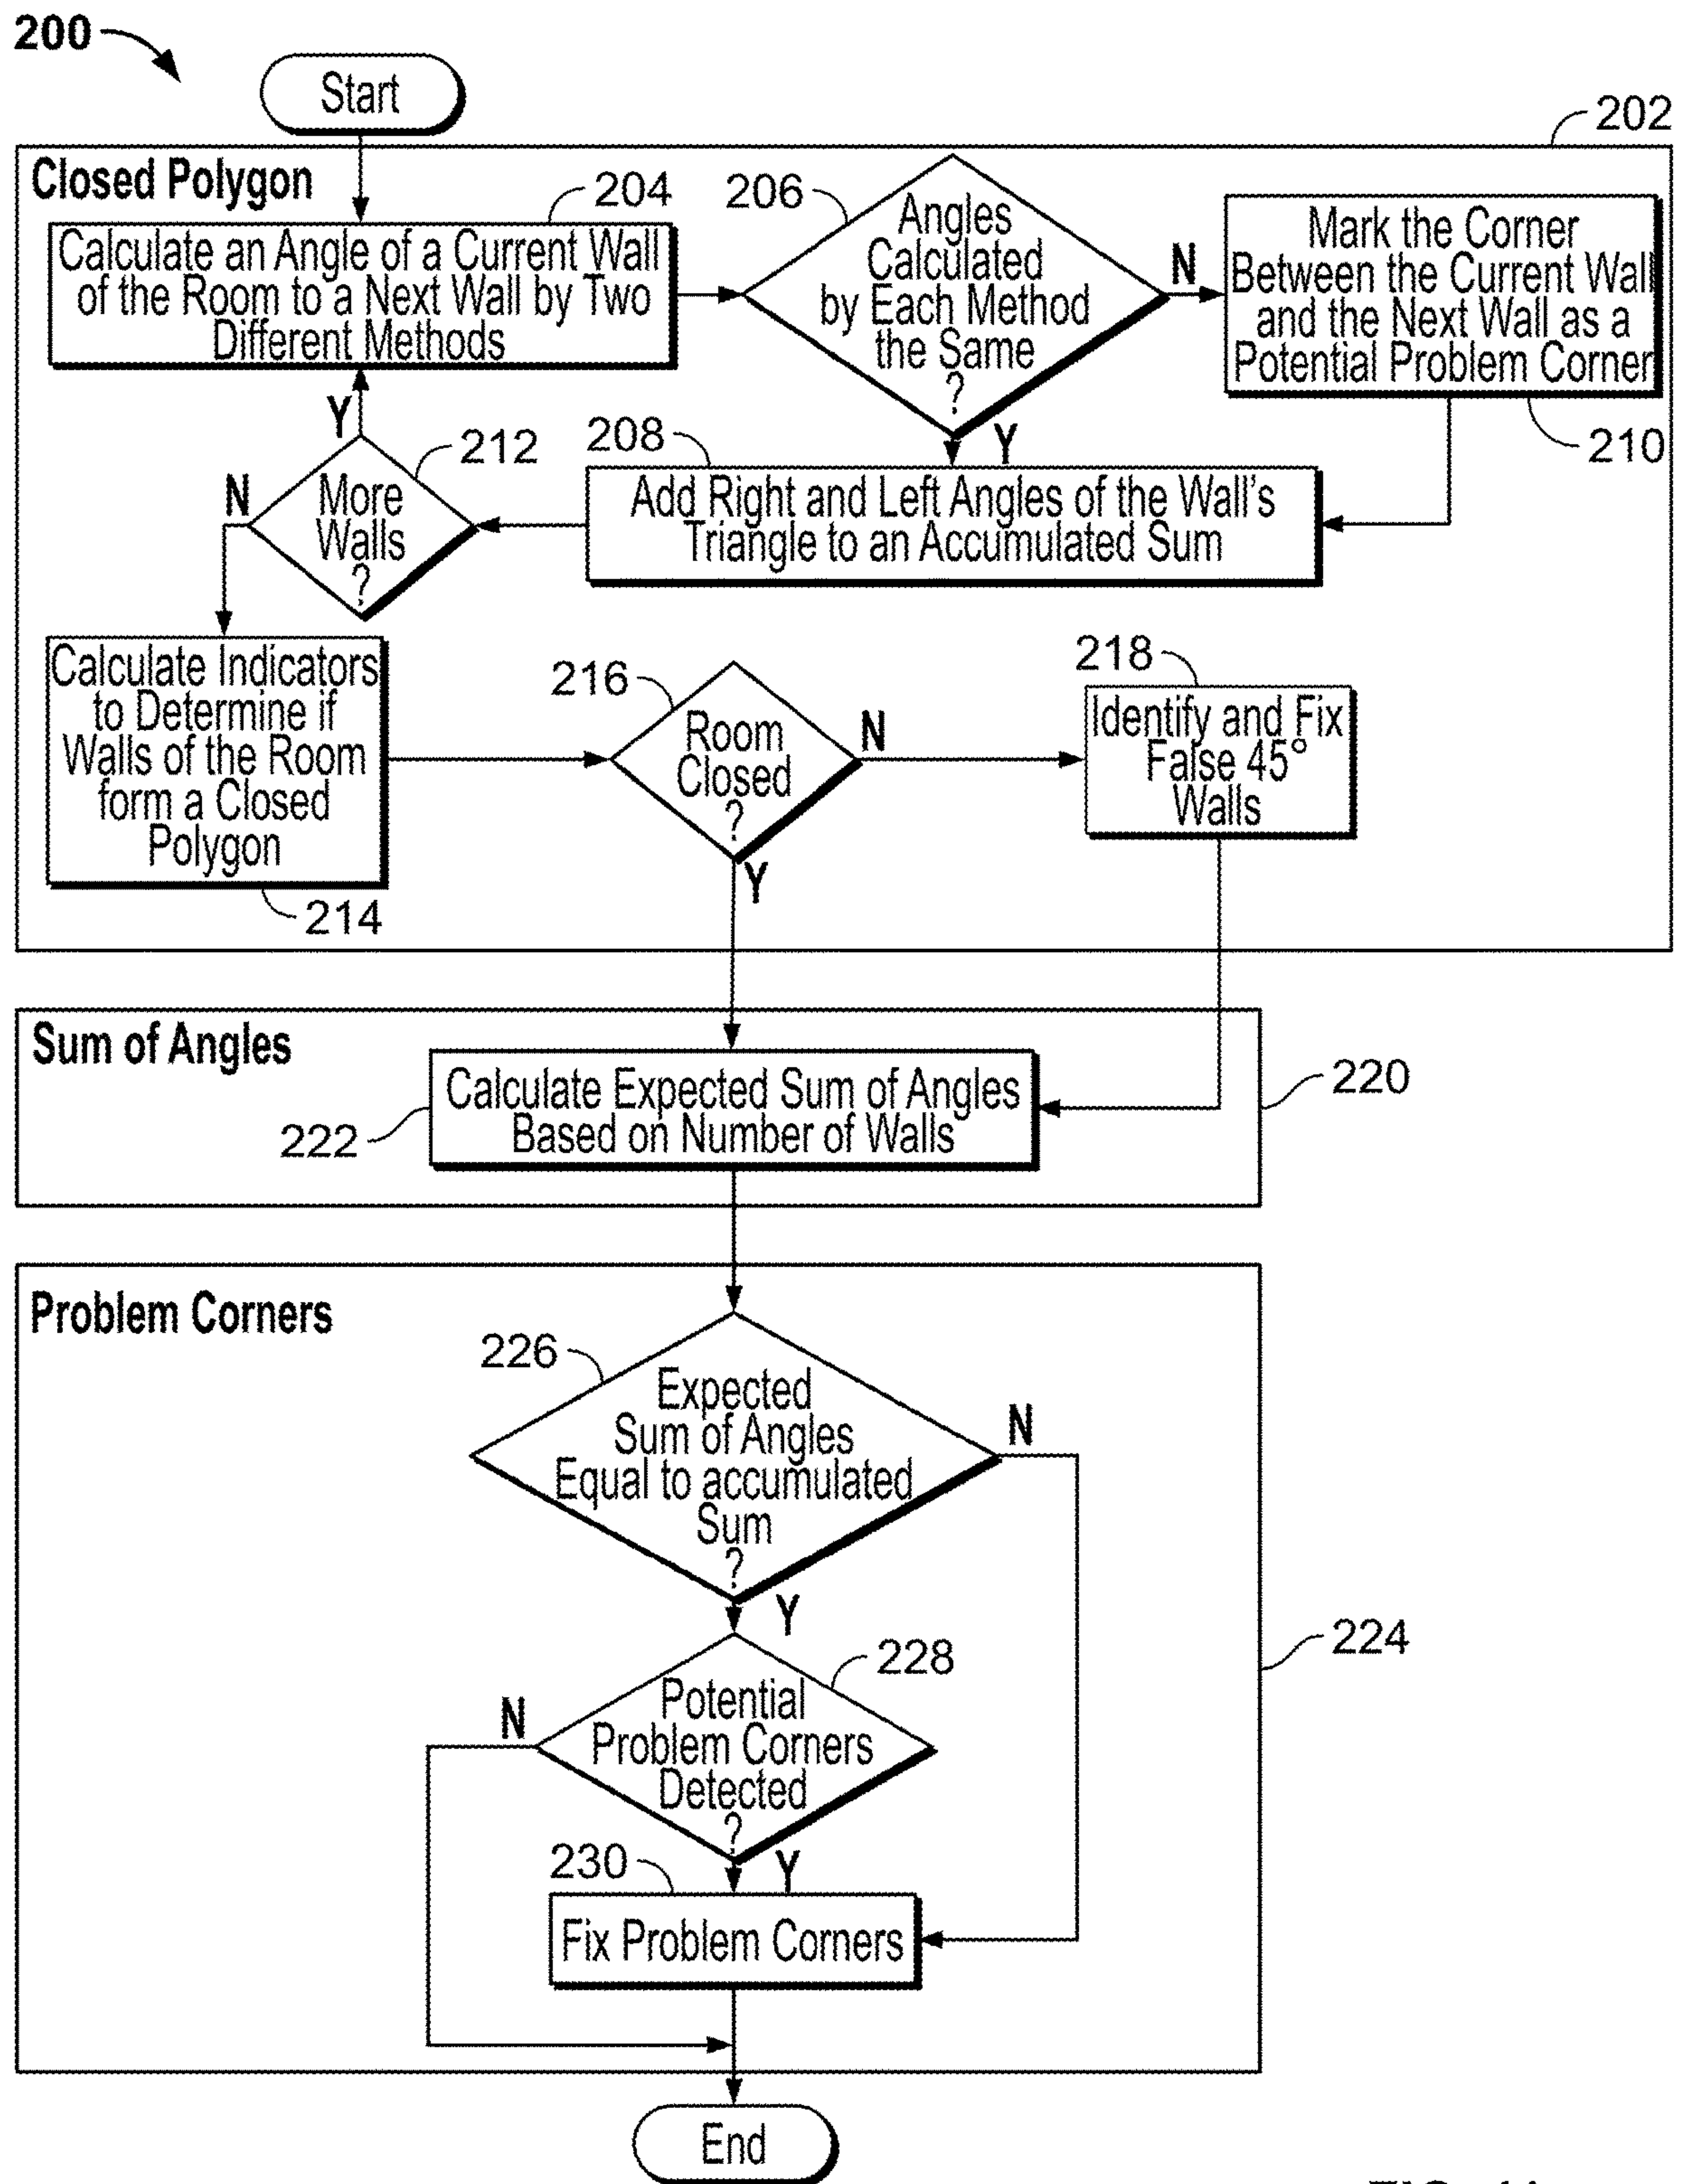 200
Start
202
Closed Polygon
204
Calculate an Angle of a Current Wall
of the Room to a Next Wall by Two
Different Methods
206
Angles
Calculated
by Each Method
the Same
?
N
Y
Mark the Corner
Between the Current Wall
and the Next Wall as a
Potential Problem Corner
210
208
Add Right and Left Angles of the Wall's
Triangle to an Accumulated Sum
212
More
Walls
?
Y
N
Calculate Indicators
to Determine if
Walls of the Room
form a Closed
Polygon
214
216
Room
Closed
?
N
Y
218
Identify and Fix
False 45°
Walls
Sum of Angles
220
222
Calculate Expected Sum of Angles
Based on Number of Walls
Problem Corners
224
226
Expected
Sum of Angles
Equal to accumulated
Sum
?
N
Y
228
Potential
Problem Corners
Detected
?
N
Y
230
Fix Problem Corners
End